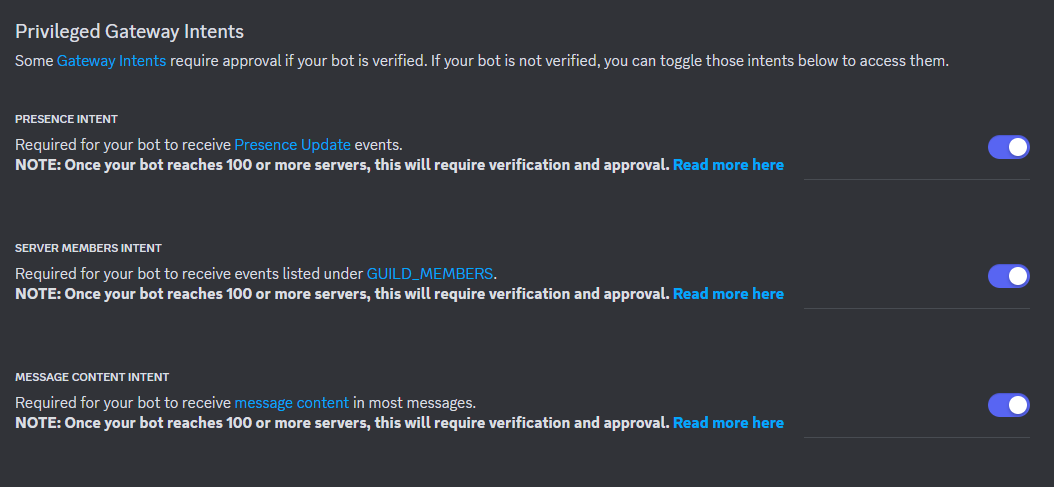 Privileged Gateway Intents
Some Gateway Intents require approval if your bot is verified. If your bot is not verified, you can toggle those intents below to access them.
PRESENCE INTENT
Required for your bot to receive Presence Update events.
NOTE: Once your bot reaches 100 or more servers, this will require verification and approval. Read more here
SERVER MEMBERS INTENT
Required for your bot to receive events listed under GUILD_MEMBERS.
NOTE: Once your bot reaches 100 or more servers, this will require verification and approval. Read more here
MESSAGE CONTENT INTENT
Required for your bot to receive message content in most messages.
NOTE: Once your bot reaches 100 or more servers, this will require verification and approval. Read more here